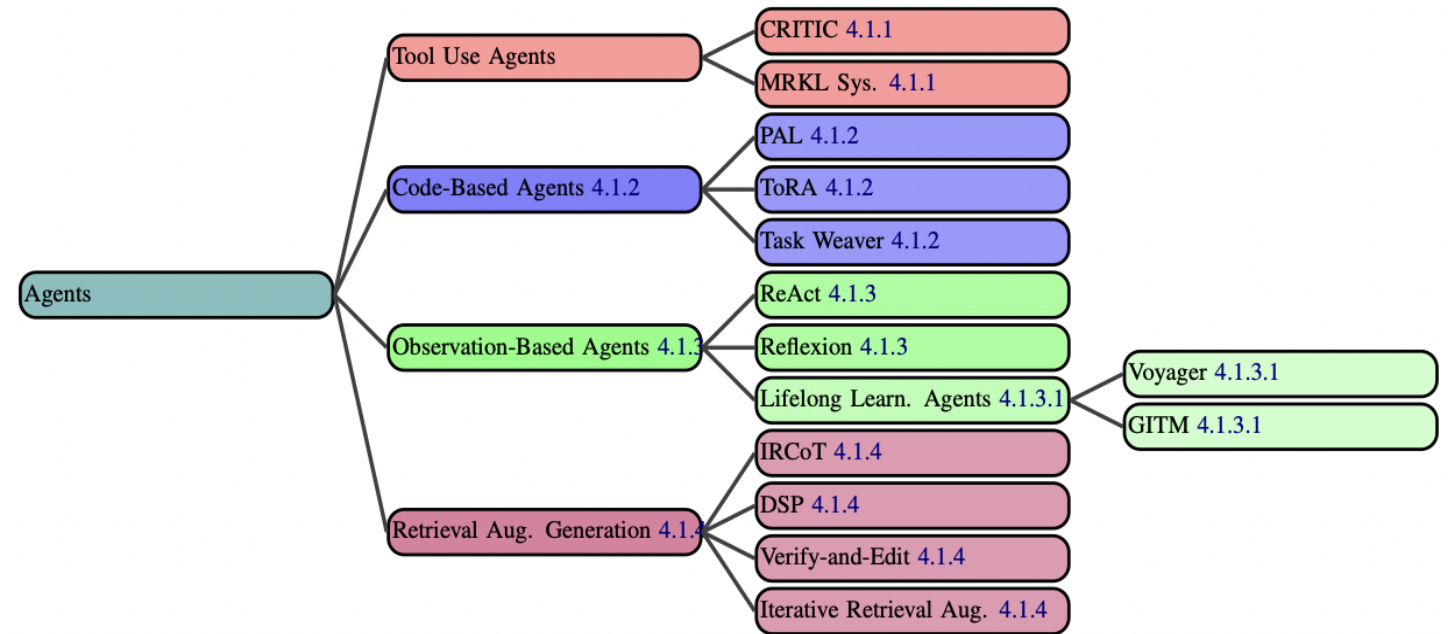 Agents
Tool Use Agents
CRITIC 4.1.1
MRKL Sys. 4.1.1
Code-Based Agents 4.1.2
PAL 4.1.2
ToRA 4.1.2
Task Weaver 4.1.2
Observation-Based Agents 4.1.3
ReAct 4.1.3
Reflexion 4.1.3
Lifelong Learn. Agents 4.1.3.1
Voyager 4.1.3.1
GITM 4.1.3.1
Retrieval Aug. Generation 4.1.4
IRCoT 4.1.4
DSP 4.1.4
Verify-and-Edit 4.1.4
Iterative Retrieval Aug. 4.1.4